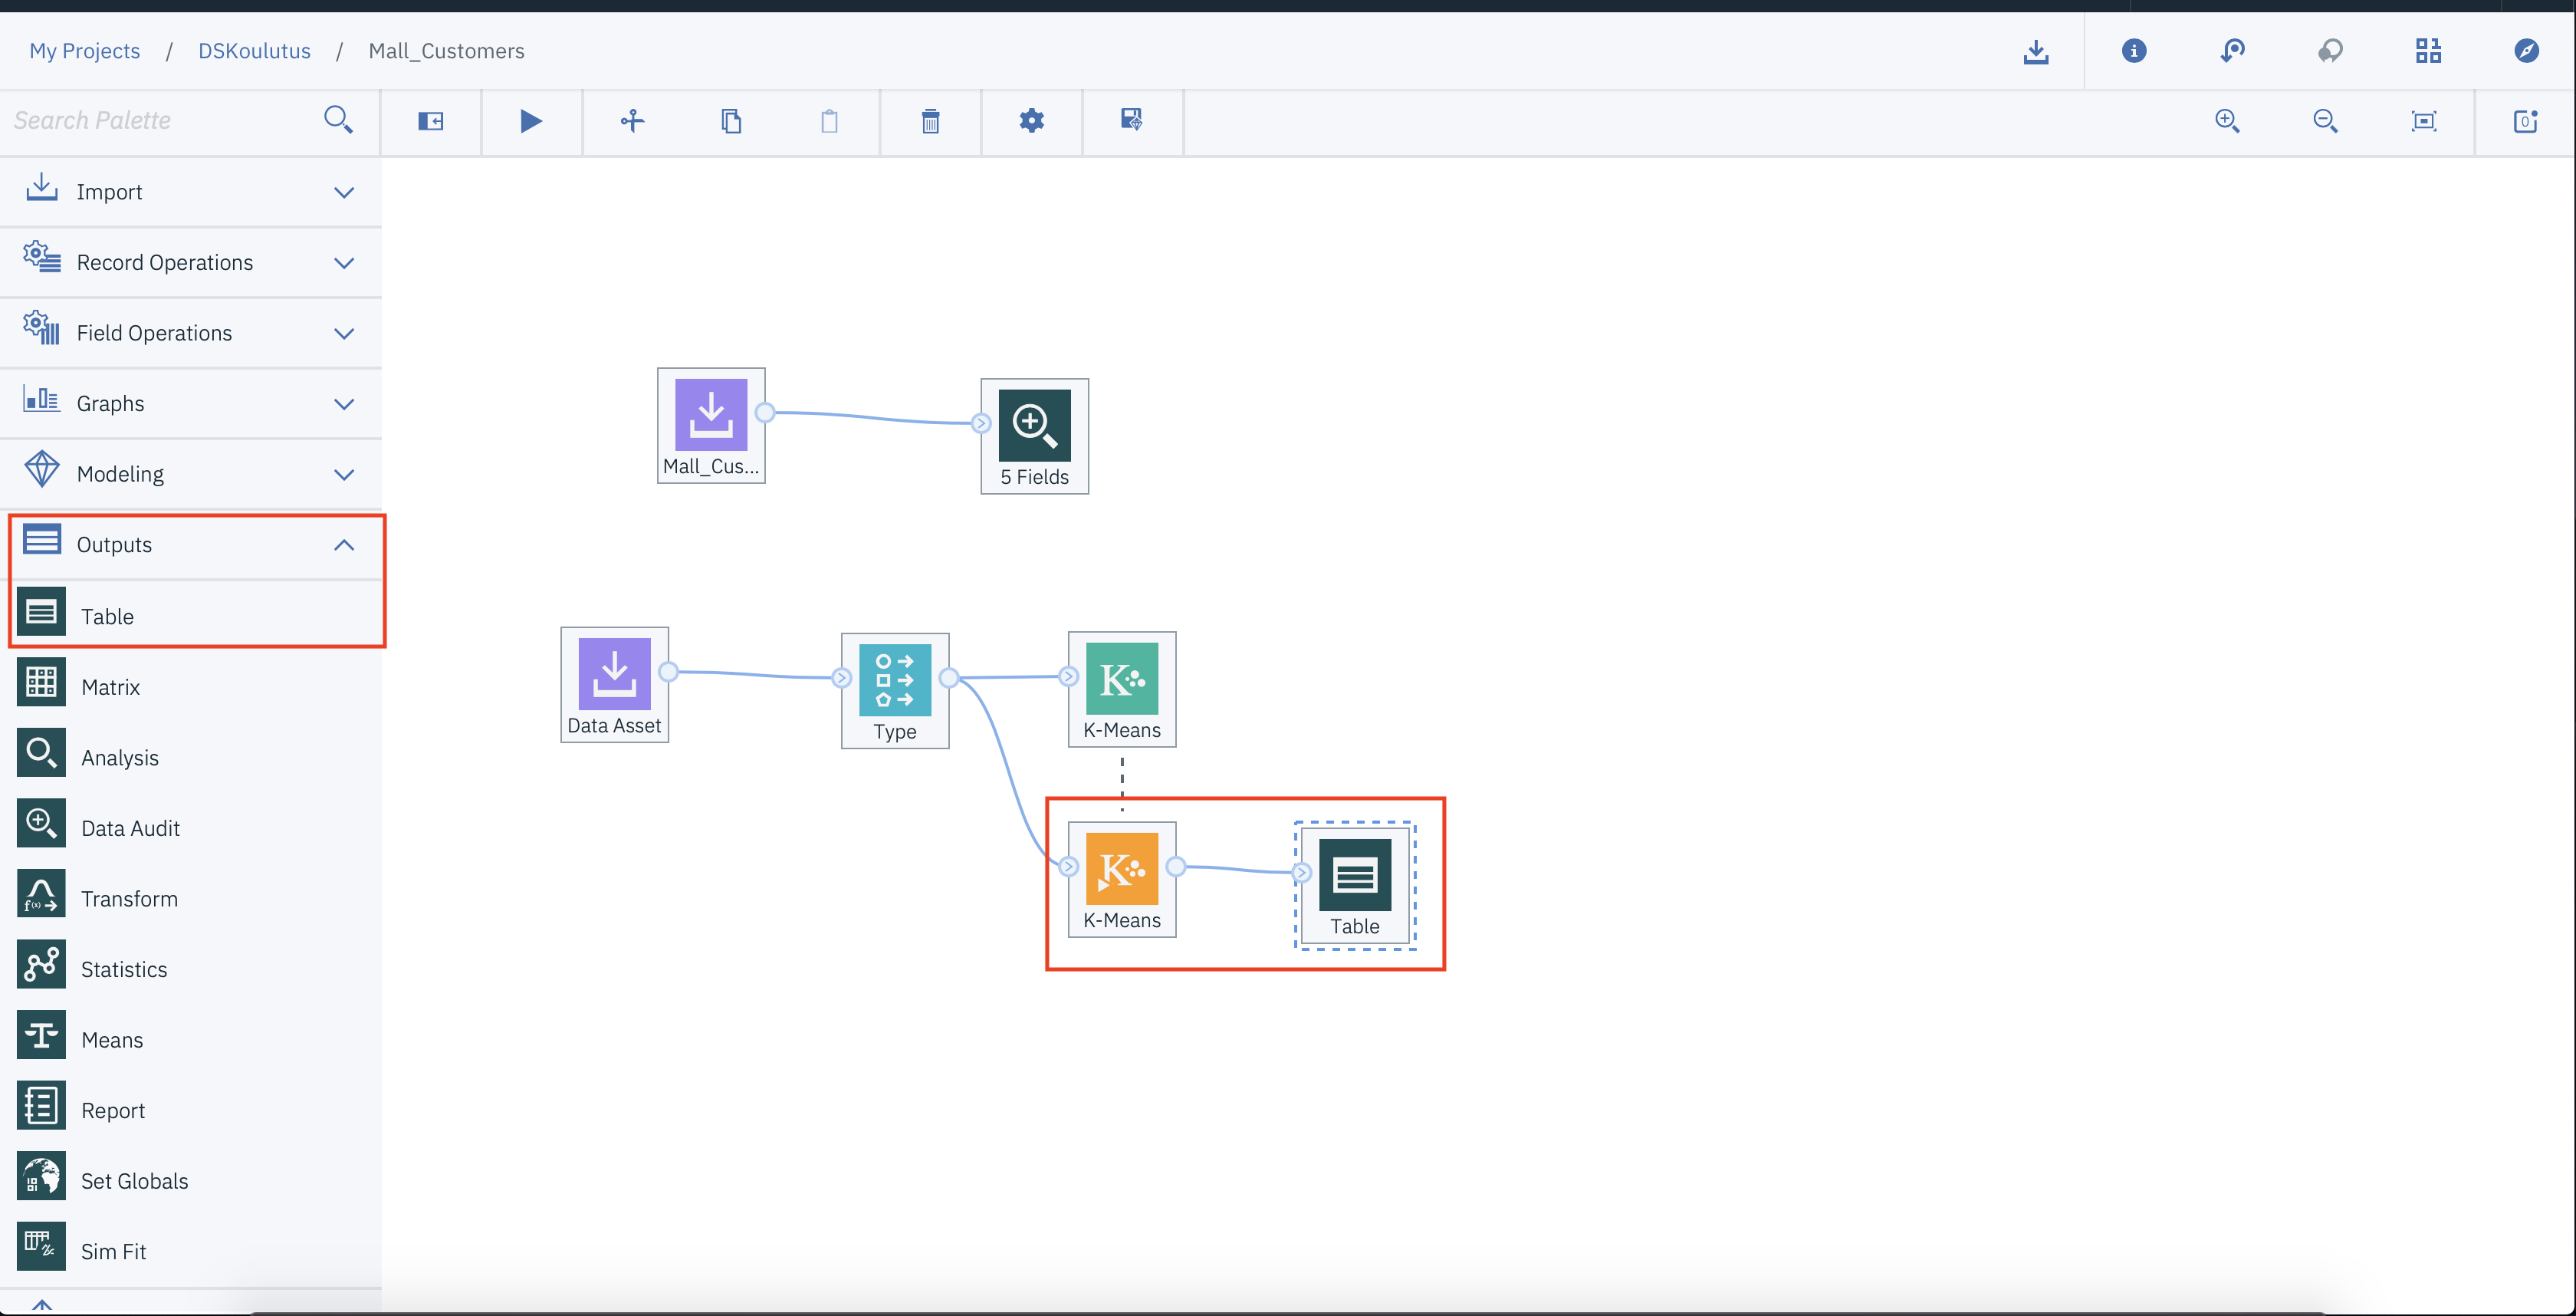 My Projects / DSKoulutus / Mall_Customers
Search Palette
Import
Record Operations
Field Operations
Graphs
Modeling
Outputs
Table
Matrix
Analysis
Data Audit
Transform
Statistics
Means
Report
Set Globals
Sim Fit
Mall_Cus...
5 Fields
Data Asset
Type
K-Means
K-Means
Table